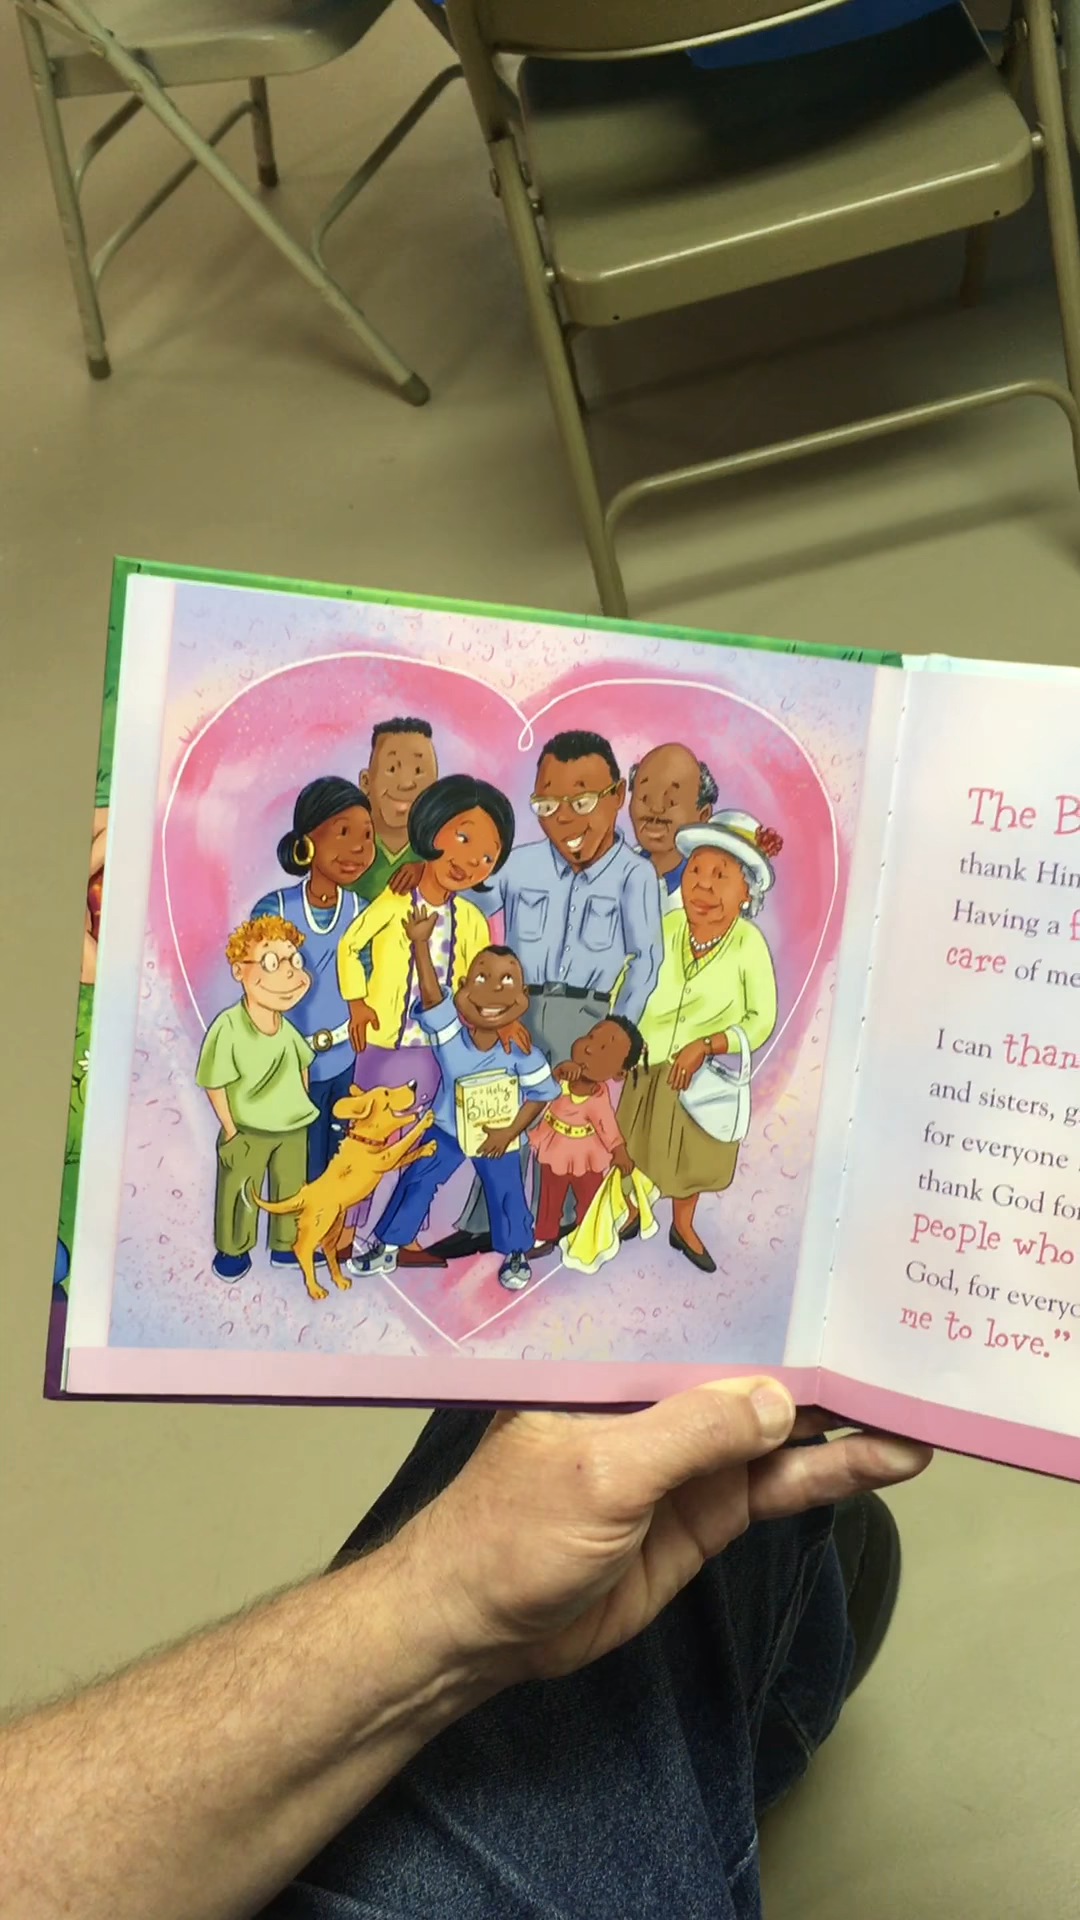 Holy
Bible
The B
thank Him
Having a f
care of me
I can than
and sisters, g
for everyone
thank God for
people who
God, for everyo
me to love.”